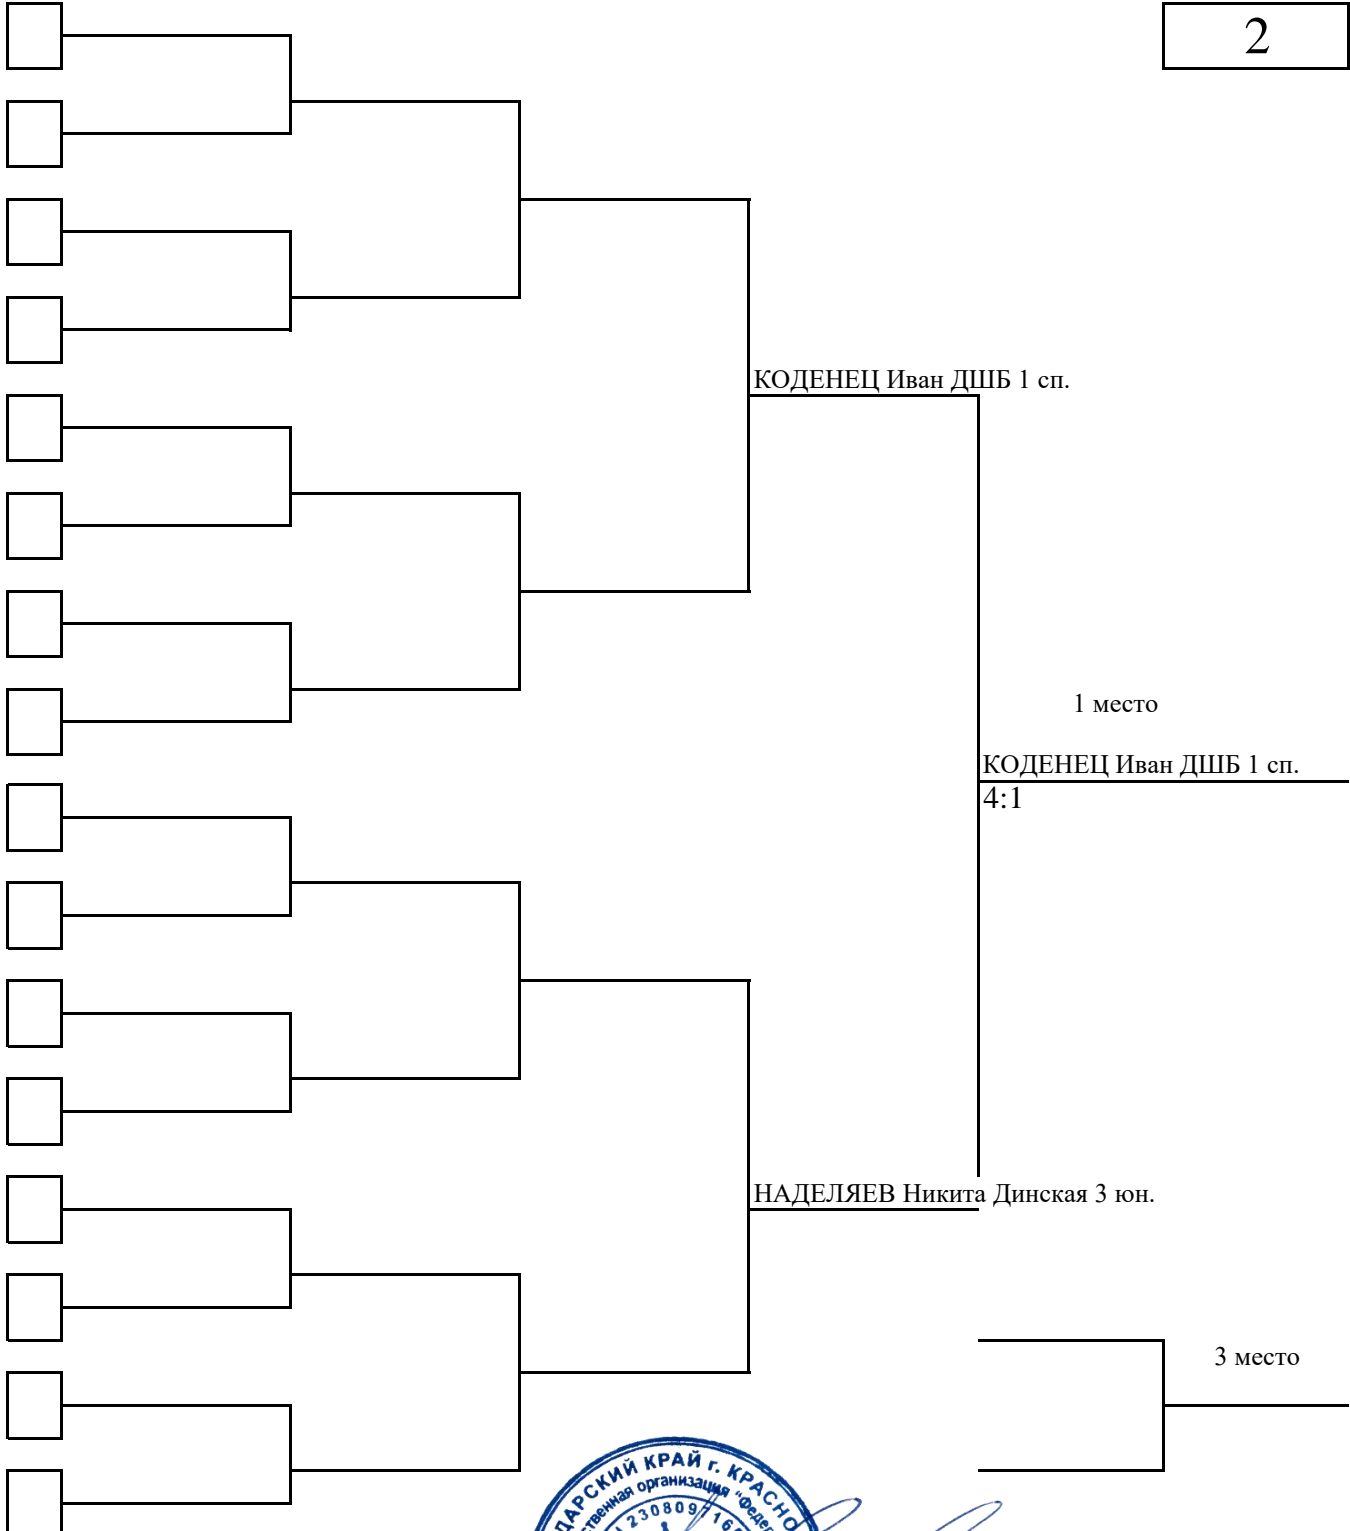 2
КОДЕНЕЦ Иван ДШБ 1 сп.
1 место
КОДЕНЕЦ Иван ДШБ 1 сп.
4:1
НАДЕЛЯЕВ Никита Динская 3 юн.
3 место
КРАЙ г.
организация